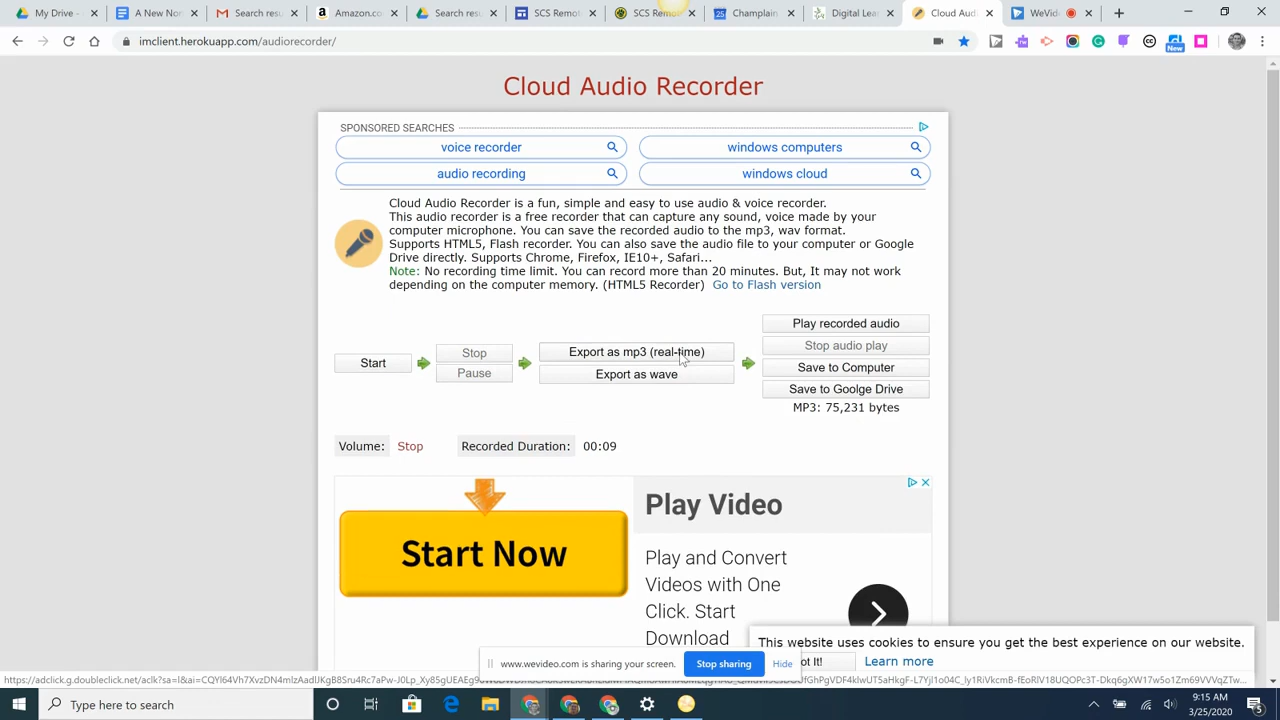 My Drive -
A New Nor
Search resu
Amazon.co
Search resu
SCS Remot
SCS Remo
Champlain
Digital Lear
Cloud Aud
WeVid
imclient.herokuapp.com/audiorecorder/
New
Cloud Audio Recorder
SPONSORED SEARCHES
voice recorder
windows computers
audio recording
windows cloud
Cloud Audio Recorder is a fun, simple and easy to use audio & voice recorder.
This audio recorder is a free recorder that can capture any sound, voice made by your
computer microphone. You can save the recorded audio to the mp3, wav format.
Supports HTML5, Flash recorder. You can also save the audio file to your computer or Google
Drive directly. Supports Chrome, Firefox, IE10+, Safari...
Note: No recording time limit. You can record more than 20 minutes. But, It may not work
depending on the computer memory. (HTML5 Recorder) Go to Flash version
Start
Stop
Pause
Export as mp3 (real-time)
Export as wave
Play recorded audio
Stop audio play
Save to Computer
Save to Goolge Drive
MP3: 75,231 bytes
Volume: Stop Recorded Duration: 00:09
Start Now
Play Video
Play and Convert
Videos with One
Click. Start
Download
This website uses cookies to ensure you get the best experience on our website.
ot It!
Learn more
www.wevideo.com is sharing your screen.
Stop sharing
Hide
Type here to search
9:15 AM
3/25/2020